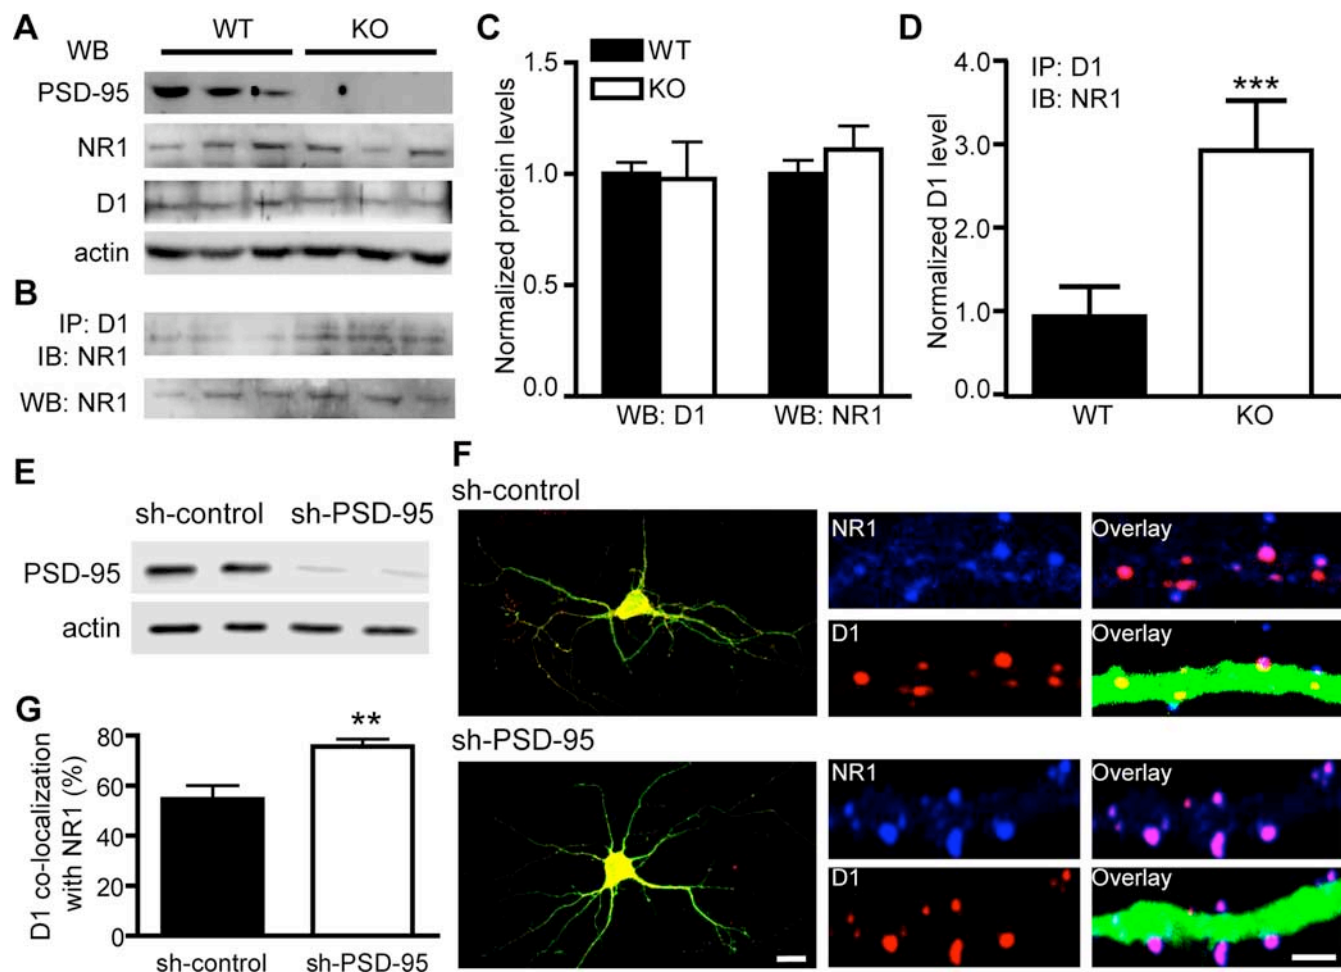 A
WT KO
WB
PSD-95
NR1
D1
actin
B
IP: D1
IB: NR1
WB: NR1
C
WT
KO
Normalized protein levels
1.5
1.0
0.5
0.0
WB: D1 WB: NR1
D
IP: D1
IB: NR1
***
Normalized D1 level
4.0
3.0
2.0
1.0
0.0
WT KO
E
sh-control sh-PSD-95
PSD-95
actin
F
sh-control
NR1 Overlay
D1 Overlay
sh-PSD-95
NR1 Overlay
D1 Overlay
G
**
D1 co-localization
with NR1 (%)
80
60
40
20
0
sh-control sh-PSD-95